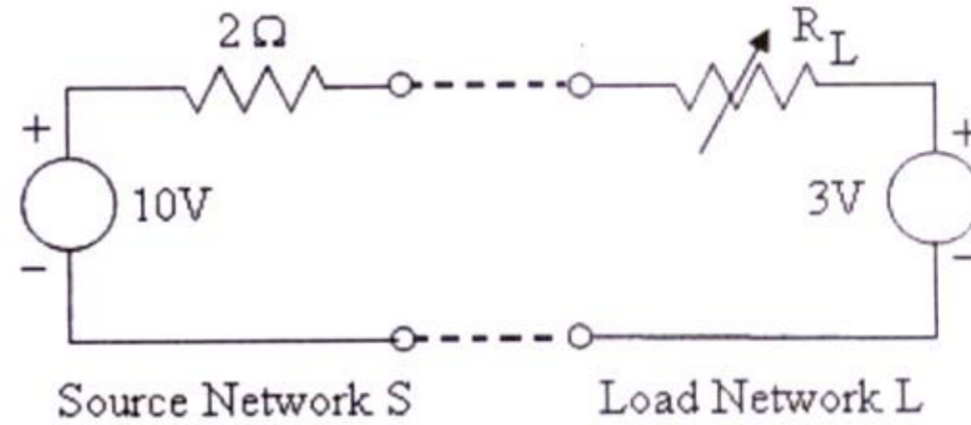 2 Ω
R_L
+
+
10V
3V
−
−
Source Network S
Load Network L